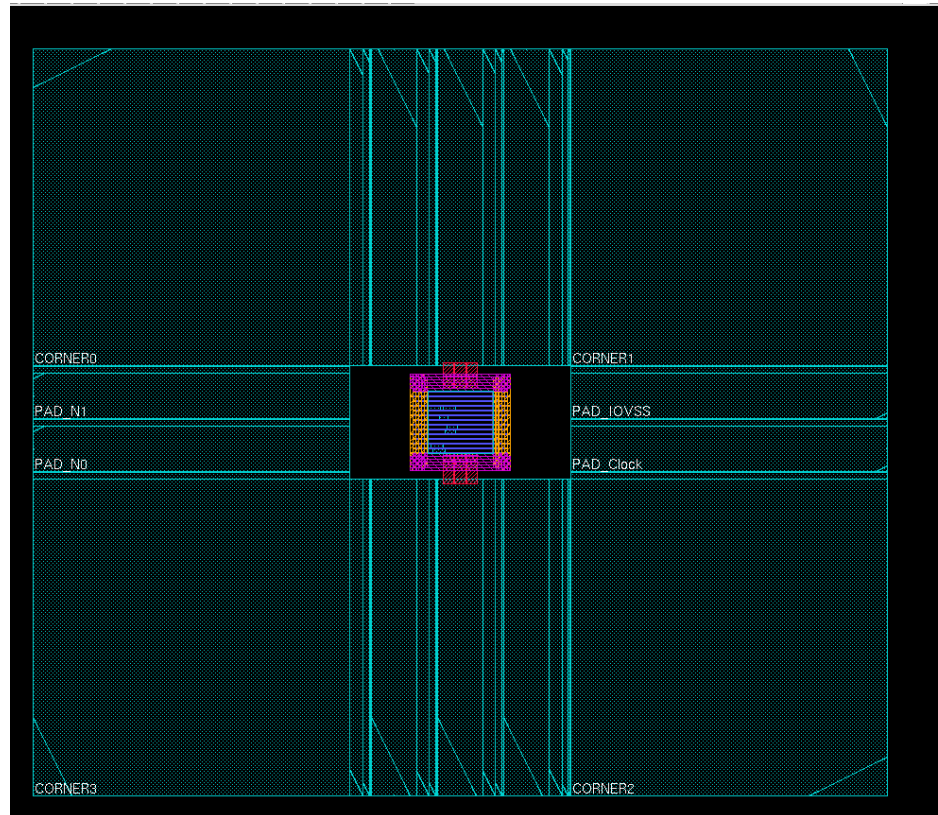 CORNER0
CORNER1
PAD_N1
PAD_IOVSS
PAD_N0
PAD_Clock
CORNER3
CORNER2